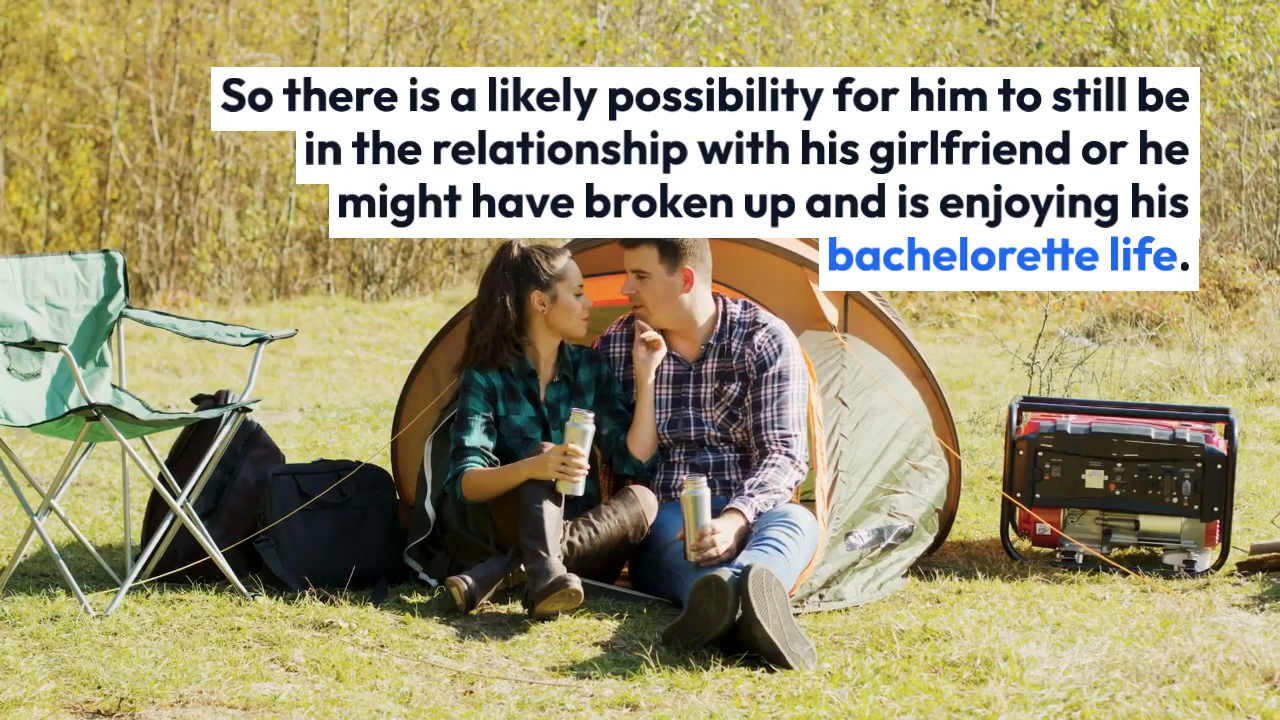 So there is a likely possibility for him to still be
in the relationship with his girlfriend or he
might have broken up and is enjoying his
bachelorette life.